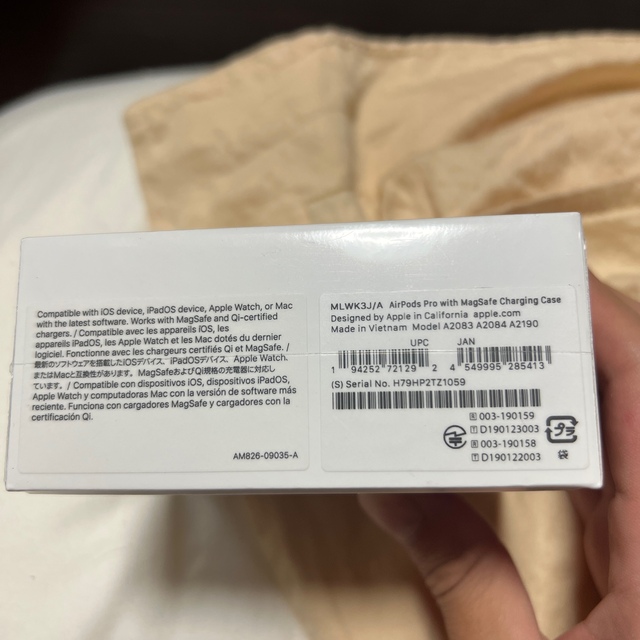 Compatible with iOS device, iPadOS device, Apple Watch, or Mac
with the latest software. Works with MagSafe and Qi-certified
chargers. / Compatible avec les appareils iOS, les
appareils iPadOS, les Apple Watch et les Mac dotés du dernier
logiciel. Fonctionne avec les chargeurs certifiés Qi et MagSafe. /
最新のソフトウェアを搭載したiOSデバイス、iPadOSデバイス、Apple Watch、
またはMacと互換性があります。MagSafeおよびQi規格の充電器に対応し
ています。/ Compatible con dispositivos iOS, dispositivos iPadOS,
Apple Watch y computadoras Mac con la versión de software más
reciente. Funciona con cargadores MagSafe y cargadores con la
certificación Qi.
AM826-09035-A
MLWK3J/A AirPods Pro with MagSafe Charging Case
Designed by Apple in California apple.com
Made in Vietnam Model A2083 A2084 A2190
UPC JAN
1 94252 72129 2 4 549995 285413
(S) Serial No. H79HP2TZ1059
R 003-190159
T D190123003
R 003-190158
T D190122003
プラ
袋